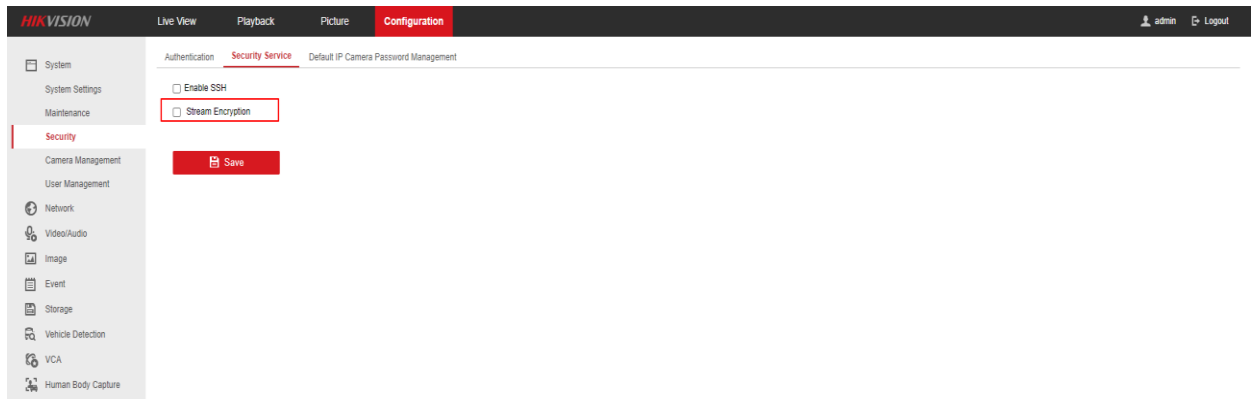 HIKVISION Live View Playback Picture Configuration admin Logout
Authentication Security Service Default IP Camera Password Management
System
System Settings
Maintenance
Security
Camera Management
User Management
Network
Video/Audio
Image
Event
Storage
Vehicle Detection
VCA
Human Body Capture
Enable SSH
Stream Encryption
Save